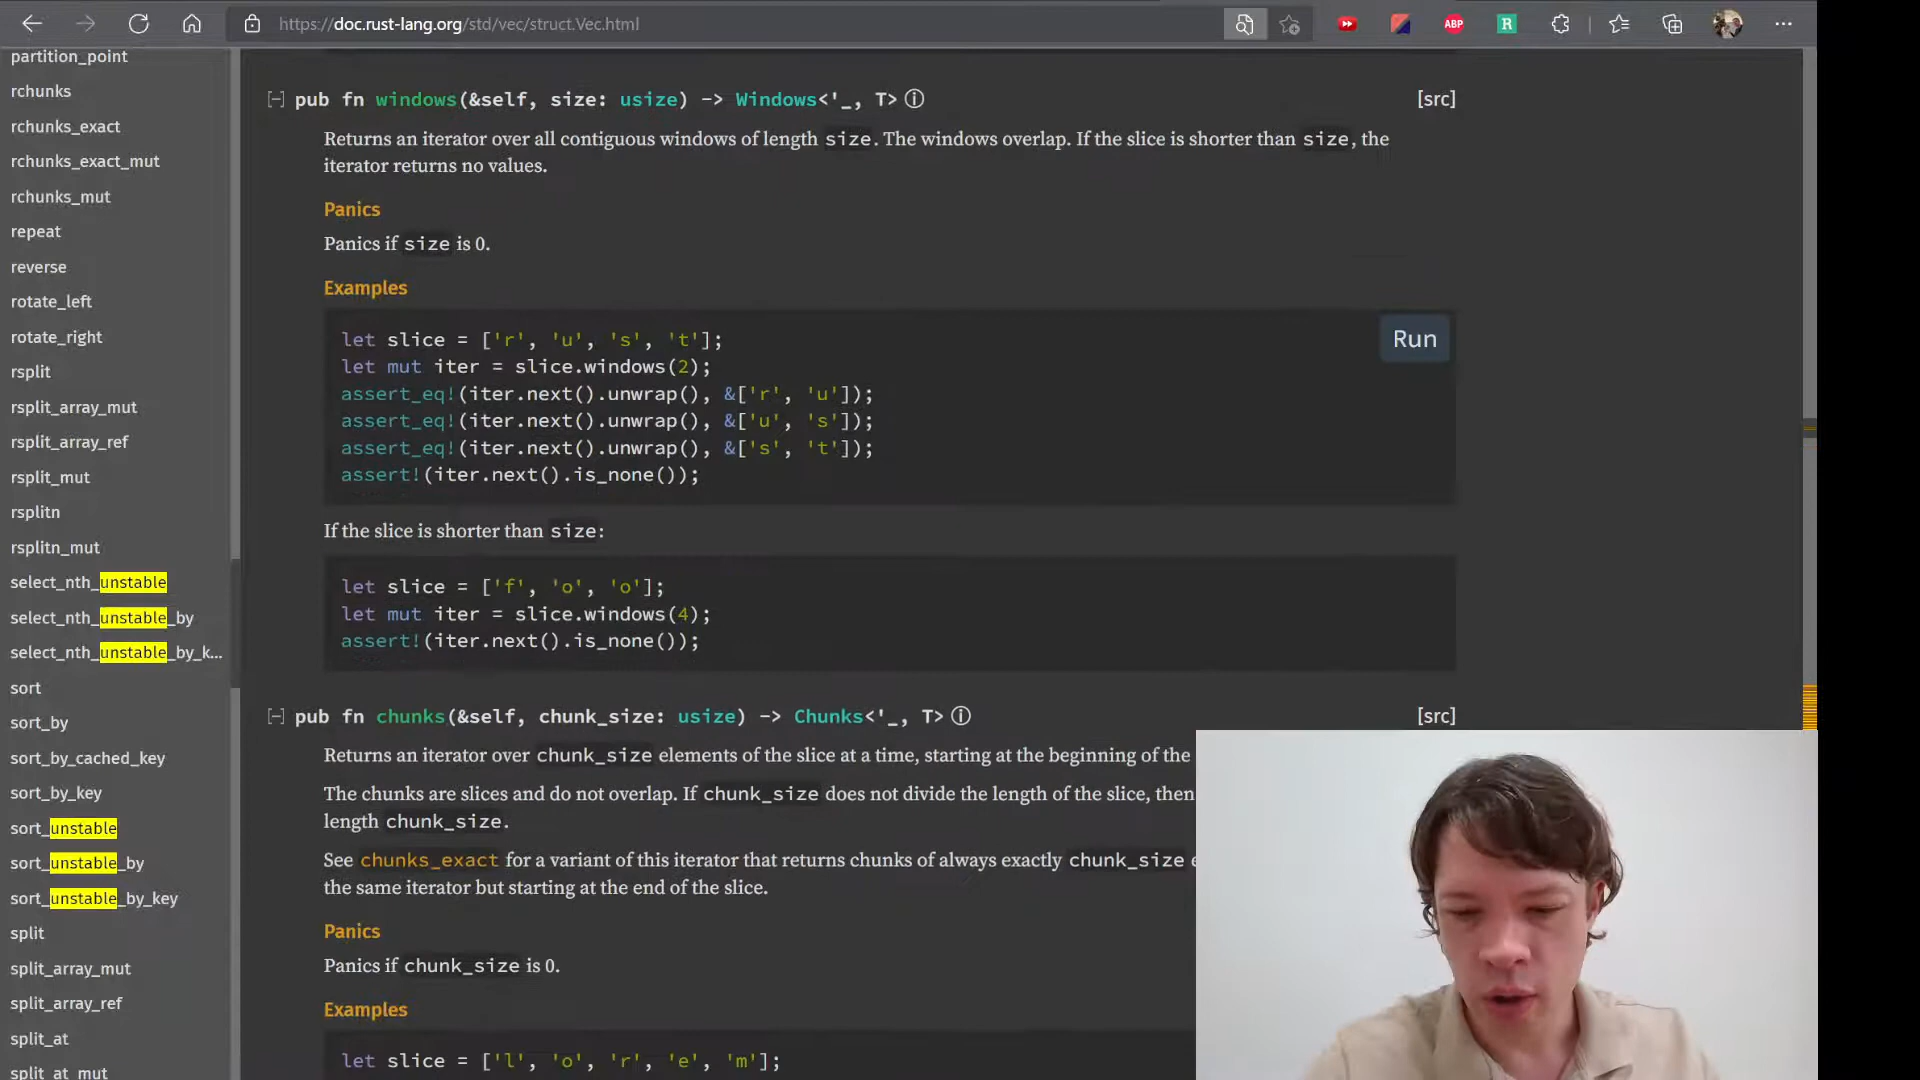 https://doc.rust-lang.org/std/vec/struct.Vec.html
ABP
R
partition_point
rchunks
rchunks_exact
rchunks_exact_mut
rchunks_mut
repeat
reverse
rotate_left
rotate_right
rsplit
rsplit_array_mut
rsplit_array_ref
rsplit_mut
rsplitn
rsplitn_mut
select_nth_unstable
select_nth_unstable_by
select_nth_unstable_by_k...
sort
sort_by
sort_by_cached_key
sort_by_key
sort_unstable
sort_unstable_by
sort_unstable_by_key
split
split_array_mut
split_array_ref
split_at
split_at_mut
[-] pub fn windows(&self, size: usize) -> Windows<'_, T> ⓘ [src]
Returns an iterator over all contiguous windows of length size. The windows overlap. If the slice is shorter than size, the
iterator returns no values.
Panics
Panics if size is 0.
Examples
Run
let slice = ['r', 'u', 's', 't'];
let mut iter = slice.windows(2);
assert_eq!(iter.next().unwrap(), &['r', 'u']);
assert_eq!(iter.next().unwrap(), &['u', 's']);
assert_eq!(iter.next().unwrap(), &['s', 't']);
assert!(iter.next().is_none());
If the slice is shorter than size:
let slice = ['f', 'o', 'o'];
let mut iter = slice.windows(4);
assert!(iter.next().is_none());
[-] pub fn chunks(&self, chunk_size: usize) -> Chunks<'_, T> ⓘ [src]
Returns an iterator over chunk_size elements of the slice at a time, starting at the beginning of the
The chunks are slices and do not overlap. If chunk_size does not divide the length of the slice, then
length chunk_size.
See chunks_exact for a variant of this iterator that returns chunks of always exactly chunk_size
the same iterator but starting at the end of the slice.
Panics
Panics if chunk_size is 0.
Examples
let slice = ['l', 'o', 'r', 'e', 'm'];